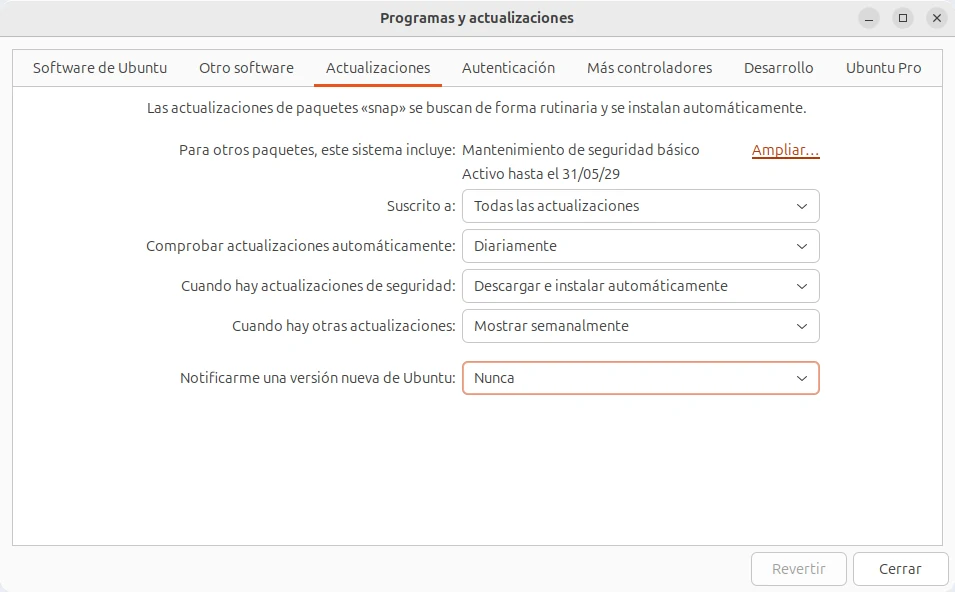 Programas y actualizaciones
Software de Ubuntu Otro software Actualizaciones Autenticación Más controladores Desarrollo Ubuntu Pro
Las actualizaciones de paquetes «snap» se buscan de forma rutinaria y se instalan automáticamente.
Para otros paquetes, este sistema incluye: Mantenimiento de seguridad básico Ampliar...
Activo hasta el 31/05/29
Suscrito a: Todas las actualizaciones
Comprobar actualizaciones automáticamente: Diariamente
Cuando hay actualizaciones de seguridad: Descargar e instalar automáticamente
Cuando hay otras actualizaciones: Mostrar semanalmente
Notificarme una versión nueva de Ubuntu: Nunca
Revertir Cerrar